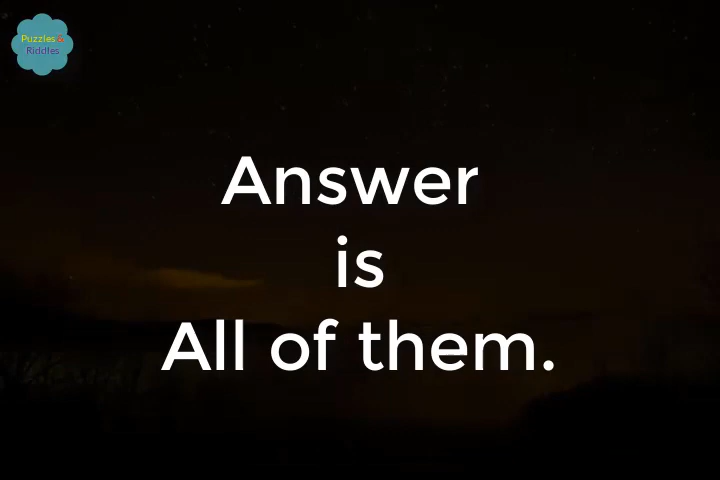 Puzzles &
Riddles
Answer
is
All of them.